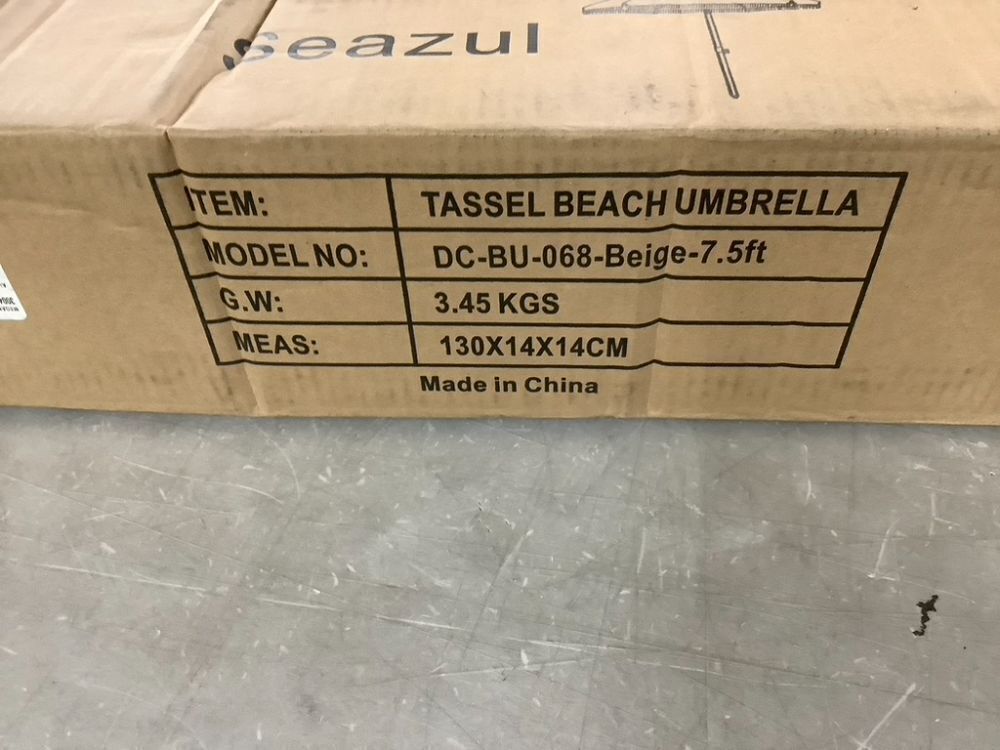 seazul
ITEM: TASSEL BEACH UMBRELLA
MODEL NO: DC-BU-068-Beige-7.5ft
G.W: 3.45 KGS
MEAS: 130X14X14CM
Made in China